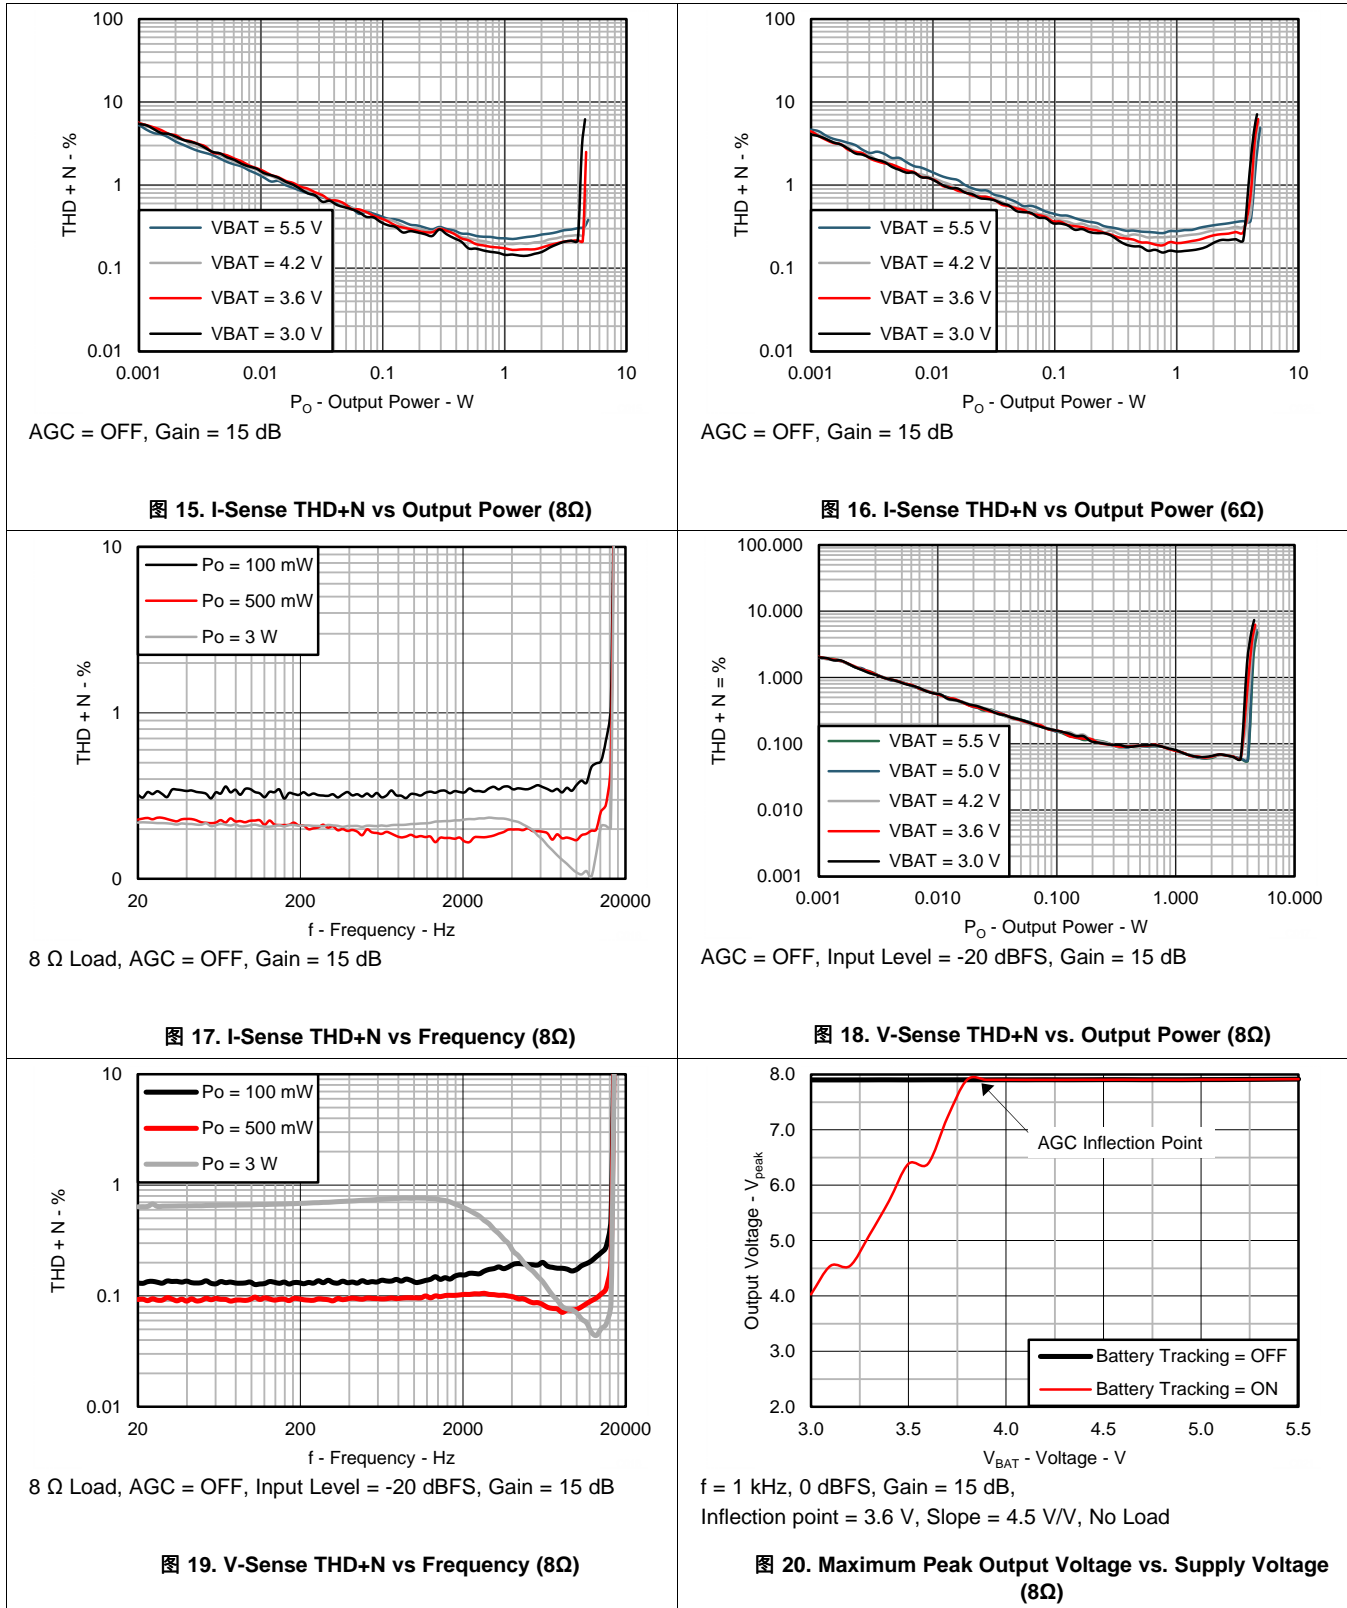 100
10
1
0.1
0.01
THD + N - %
VBAT = 5.5 V
VBAT = 4.2 V
VBAT = 3.6 V
VBAT = 3.0 V
0.001
0.01
0.1
1
10
PO - Output Power - W
AGC = OFF, Gain = 15 dB
图 15. I-Sense THD+N vs Output Power (8Ω)
100
10
1
0.1
0.01
THD + N - %
VBAT = 5.5 V
VBAT = 4.2 V
VBAT = 3.6 V
VBAT = 3.0 V
0.001
0.01
0.1
1
10
PO - Output Power - W
AGC = OFF, Gain = 15 dB
图 16. I-Sense THD+N vs Output Power (6Ω)
10
1
0
THD + N - %
Po = 100 mW
Po = 500 mW
Po = 3 W
20
200
2000
20000
f - Frequency - Hz
8 Ω Load, AGC = OFF, Gain = 15 dB
图 17. I-Sense THD+N vs Frequency (8Ω)
100.000
10.000
1.000
0.100
0.010
0.001
THD + N = %
VBAT = 5.5 V
VBAT = 5.0 V
VBAT = 4.2 V
VBAT = 3.6 V
VBAT = 3.0 V
0.001
0.010
0.100
1.000
10.000
PO - Output Power - W
AGC = OFF, Input Level = -20 dBFS, Gain = 15 dB
图 18. V-Sense THD+N vs. Output Power (8Ω)
10
1
0.1
0.01
THD + N - %
Po = 100 mW
Po = 500 mW
Po = 3 W
20
200
2000
20000
f - Frequency - Hz
8 Ω Load, AGC = OFF, Input Level = -20 dBFS, Gain = 15 dB
图 19. V-Sense THD+N vs Frequency (8Ω)
8.0
7.0
6.0
5.0
4.0
3.0
2.0
Output Voltage - Vpeak
AGC Inflection Point
Battery Tracking = OFF
Battery Tracking = ON
3.0
3.5
4.0
4.5
5.0
5.5
VBAT - Voltage - V
f = 1 kHz, 0 dBFS, Gain = 15 dB,
Inflection point = 3.6 V, Slope = 4.5 V/V, No Load
图 20. Maximum Peak Output Voltage vs. Supply Voltage
(8Ω)